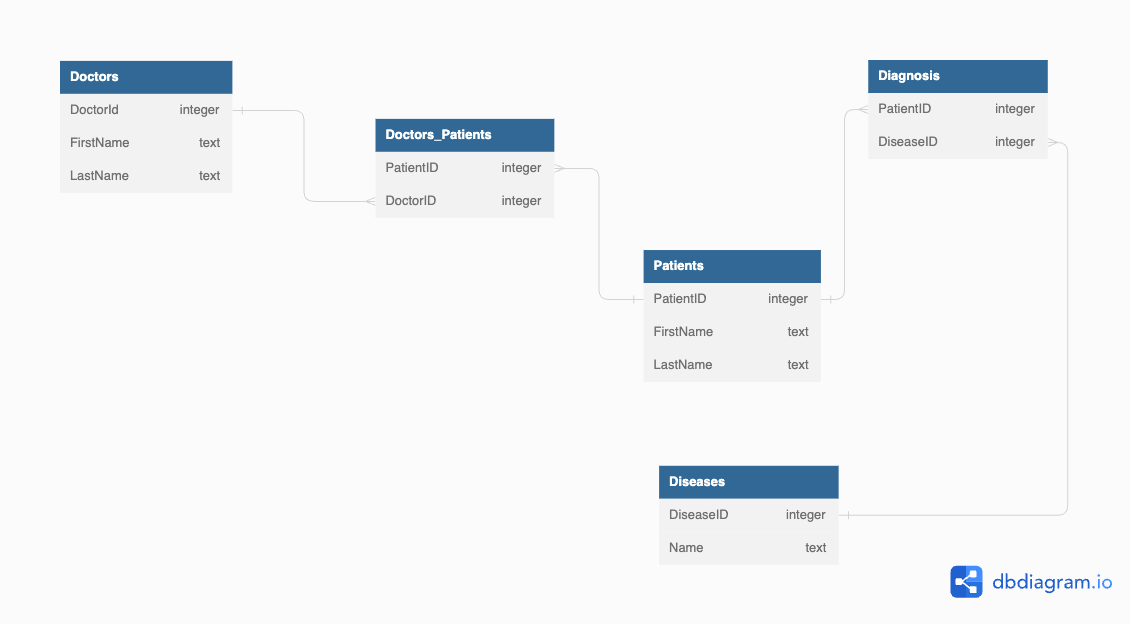 Doctors
DoctorId integer
FirstName text
LastName text
Doctors_Patients
PatientID integer
DoctorID integer
Patients
PatientID integer
FirstName text
LastName text
Diagnosis
PatientID integer
DiseaseID integer
Diseases
DiseaseID integer
Name text
dbdiagram.io